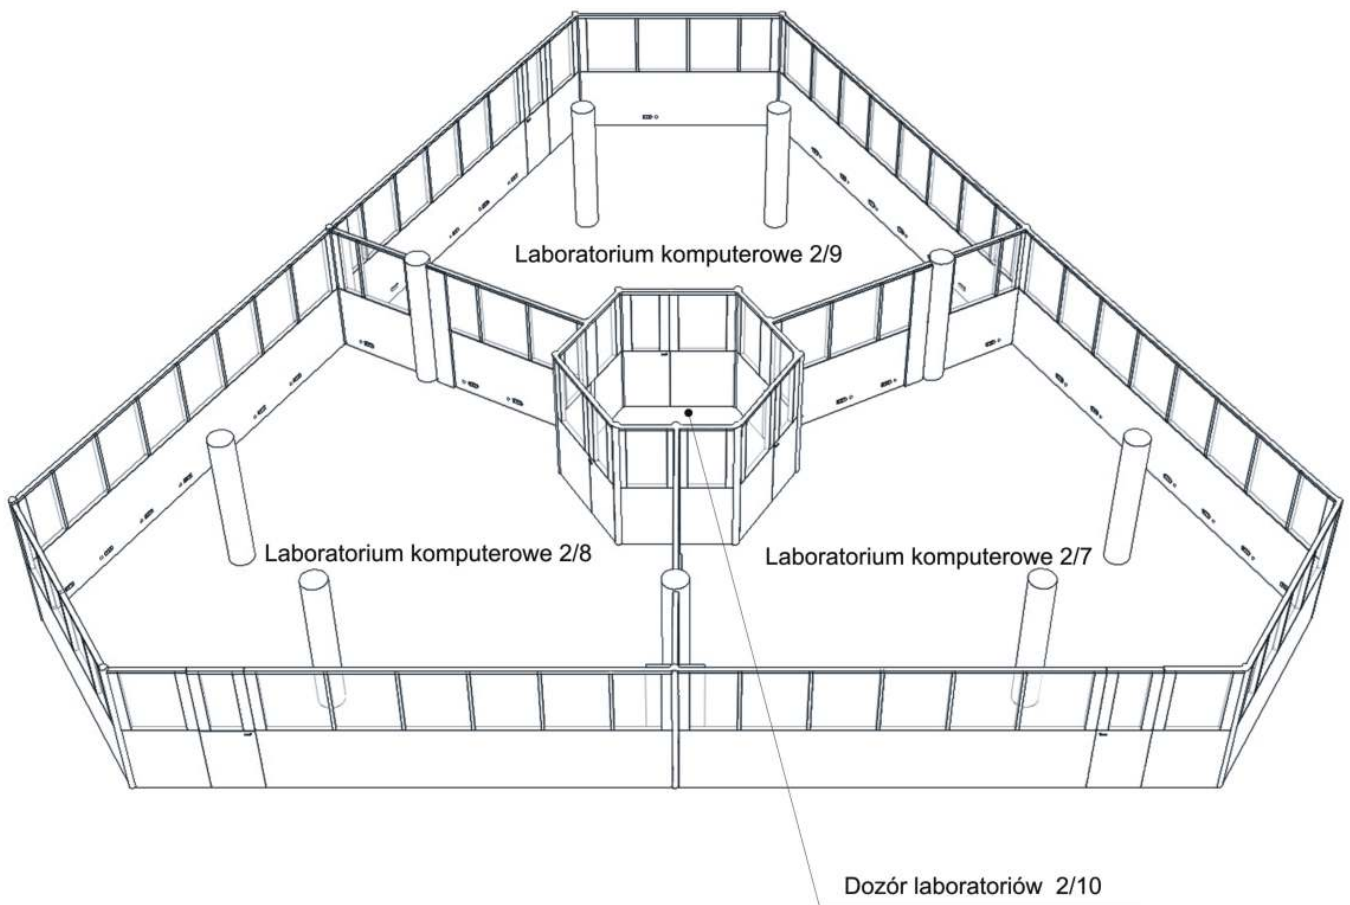 Laboratorium komputerowe 2/9
Laboratorium komputerowe 2/8
Laboratorium komputerowe 2/7
Dozór laboratoriów 2/10